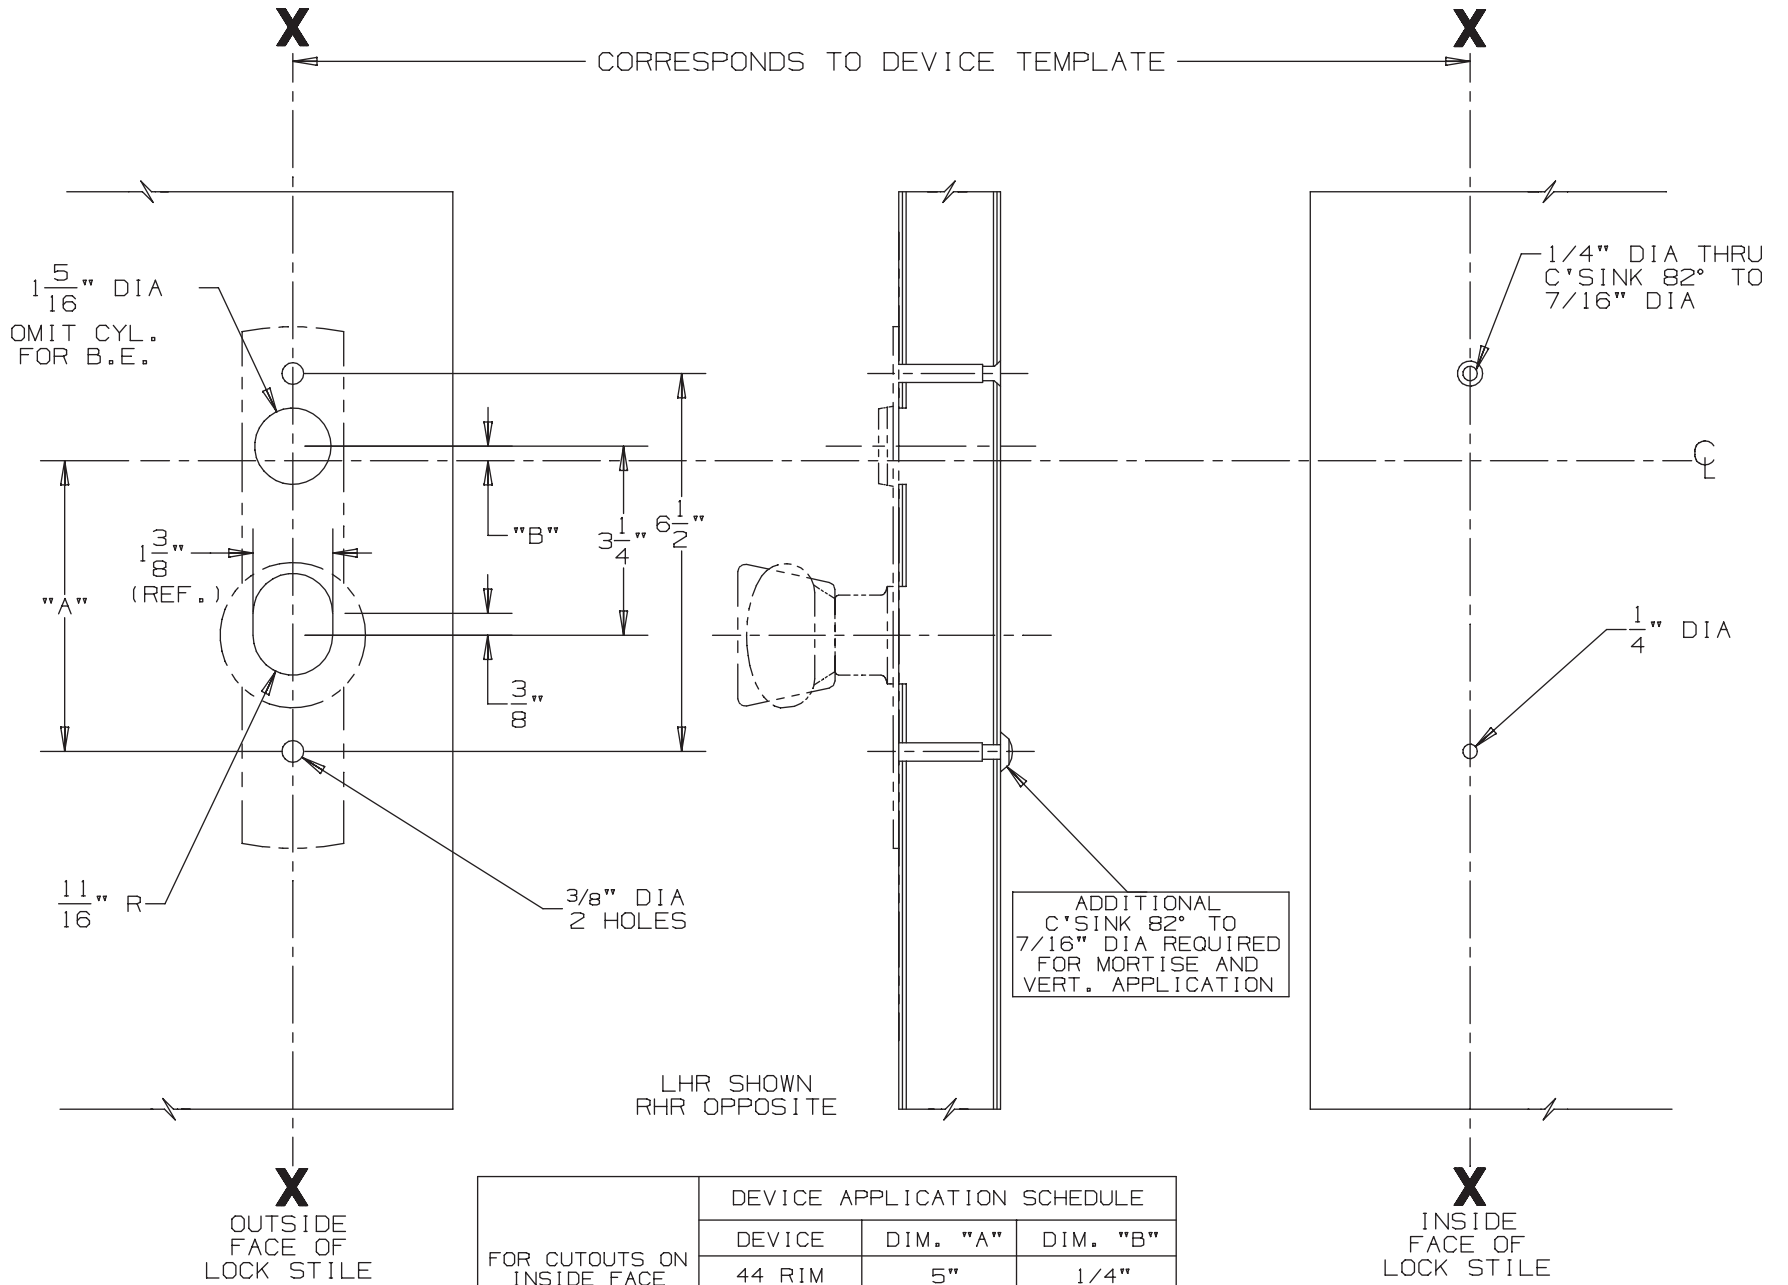 X
X
CORRESPONDS TO DEVICE TEMPLATE
1 5/16" DIA
OMIT CYL.
FOR B.E.
1/4" DIA THRU
C'SINK 82° TO
7/16" DIA
CL
"B"
3 1/4"
6 1/2"
1 3/8"
(REF.)
"A"
1/4" DIA
3/8"
11/16" R
3/8" DIA
2 HOLES
ADDITIONAL
C'SINK 82° TO
7/16" DIA REQUIRED
FOR MORTISE AND
VERT. APPLICATION
LHR SHOWN
RHR OPPOSITE
X
X
OUTSIDE
FACE OF
LOCK STILE
INSIDE
FACE OF
LOCK STILE
FOR CUTOUTS ON
INSIDE FACE
DEVICE APPLICATION SCHEDULE
DEVICE DIM. "A" DIM. "B"
44 RIM 5" 1/4"